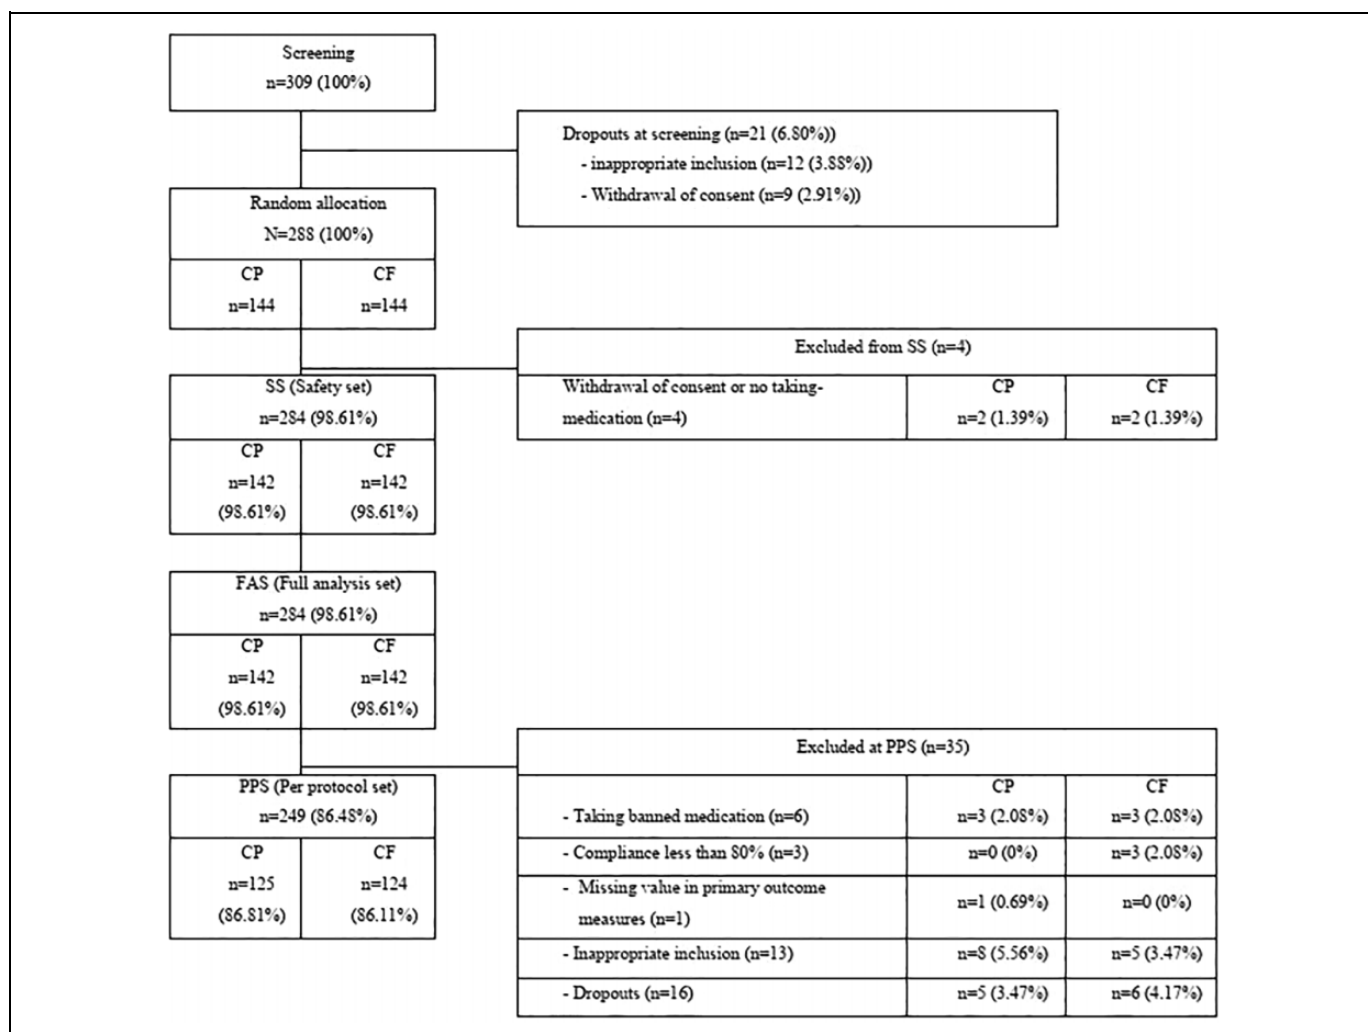 Screening
n=309 (100%)
Dropouts at screening (n=21 (6.80%))
- inappropriate inclusion (n=12 (3.88%))
- Withdrawal of consent (n=9 (2.91%))
Random allocation
N=288 (100%)
CP CF
n=144 n=144
Excluded from SS (n=4)
Withdrawal of consent or no taking- CP CF
medication (n=4) n=2 (1.39%) n=2 (1.39%)
SS (Safety set)
n=284 (98.61%)
CP CF
n=142 n=142
(98.61%) (98.61%)
FAS (Full analysis set)
n=284 (98.61%)
CP CF
n=142 n=142
(98.61%) (98.61%)
Excluded at PPS (n=35)
CP CF
- Taking banned medication (n=6) n=3 (2.08%) n=3 (2.08%)
- Compliance less than 80% (n=3) n=0 (0%) n=3 (2.08%)
- Missing value in primary outcome
measures (n=1) n=1 (0.69%) n=0 (0%)
- Inappropriate inclusion (n=13) n=8 (5.56%) n=5 (3.47%)
- Dropouts (n=16) n=5 (3.47%) n=6 (4.17%)
PPS (Per protocol set)
n=249 (86.48%)
CP CF
n=125 n=124
(86.81%) (86.11%)